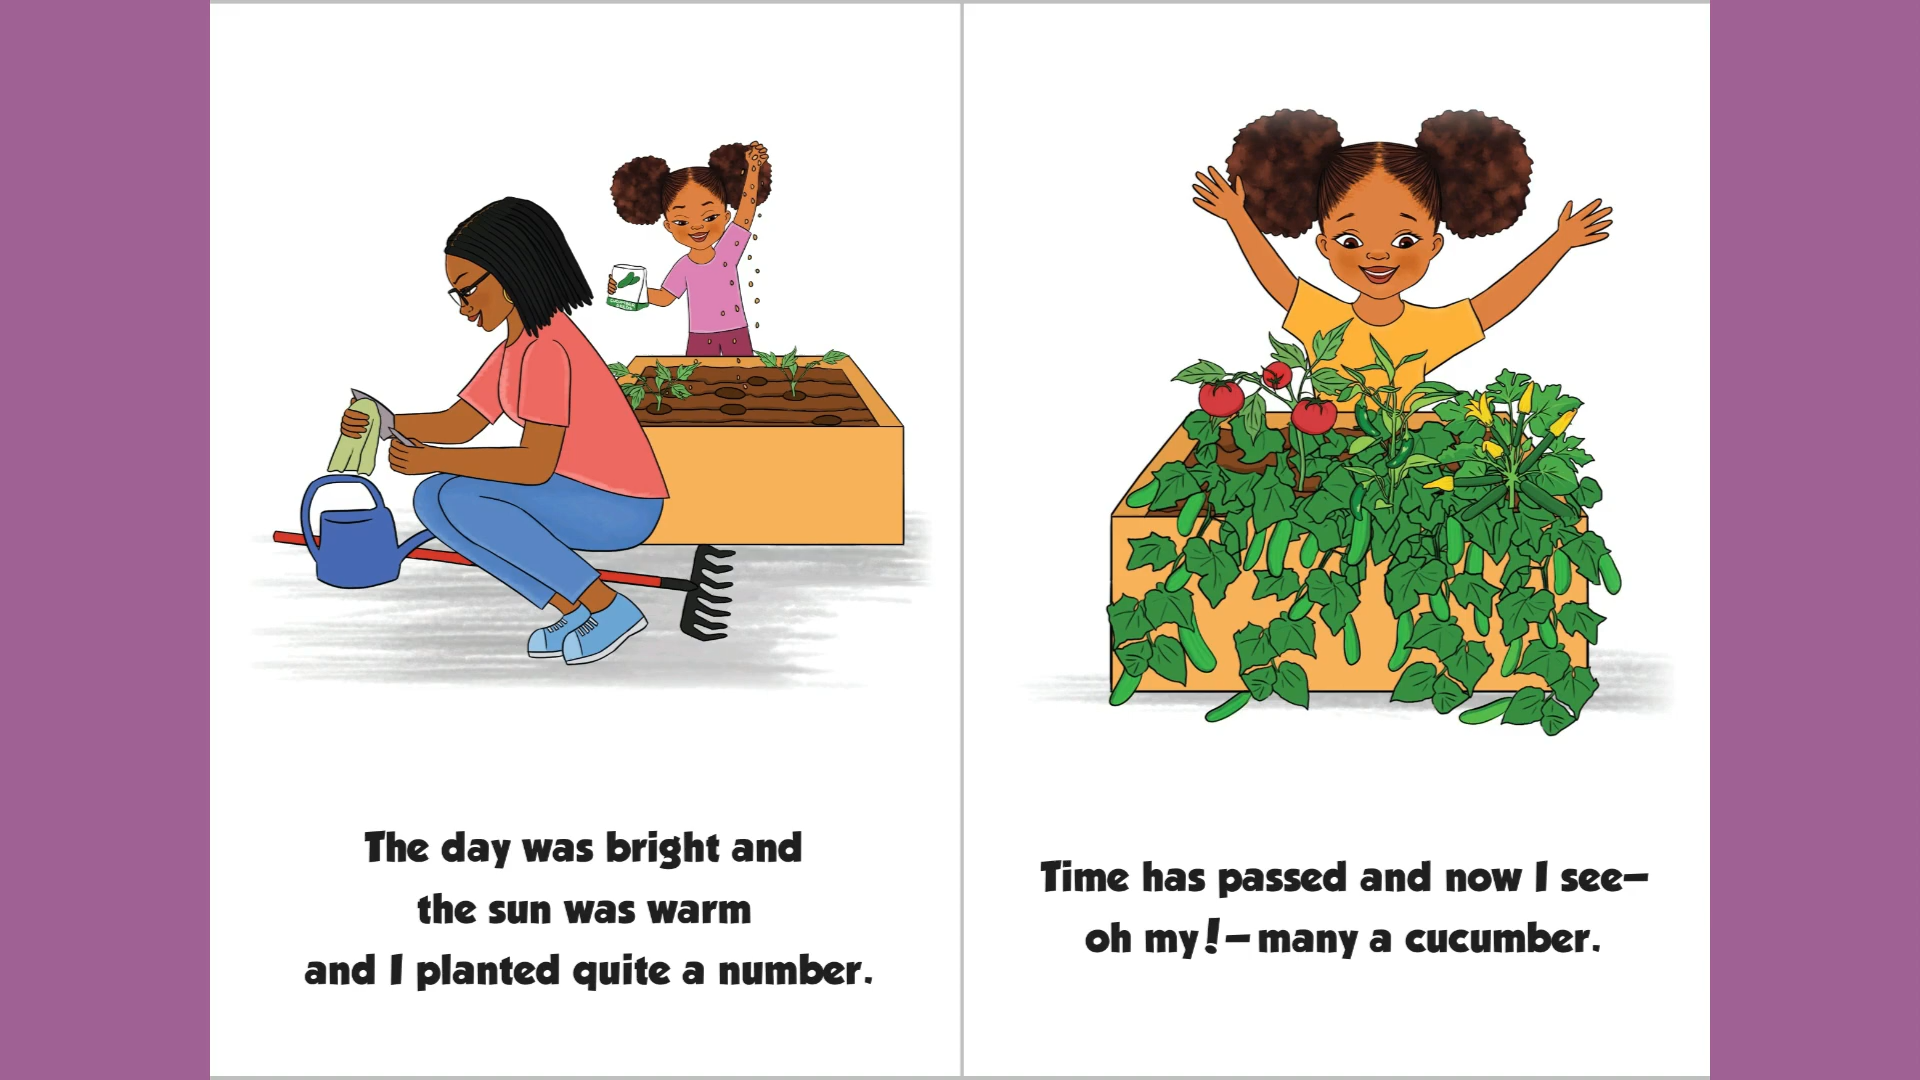 The day was bright and
the sun was warm
and I planted quite a number.
Time has passed and now I see—
oh my!—many a cucumber.